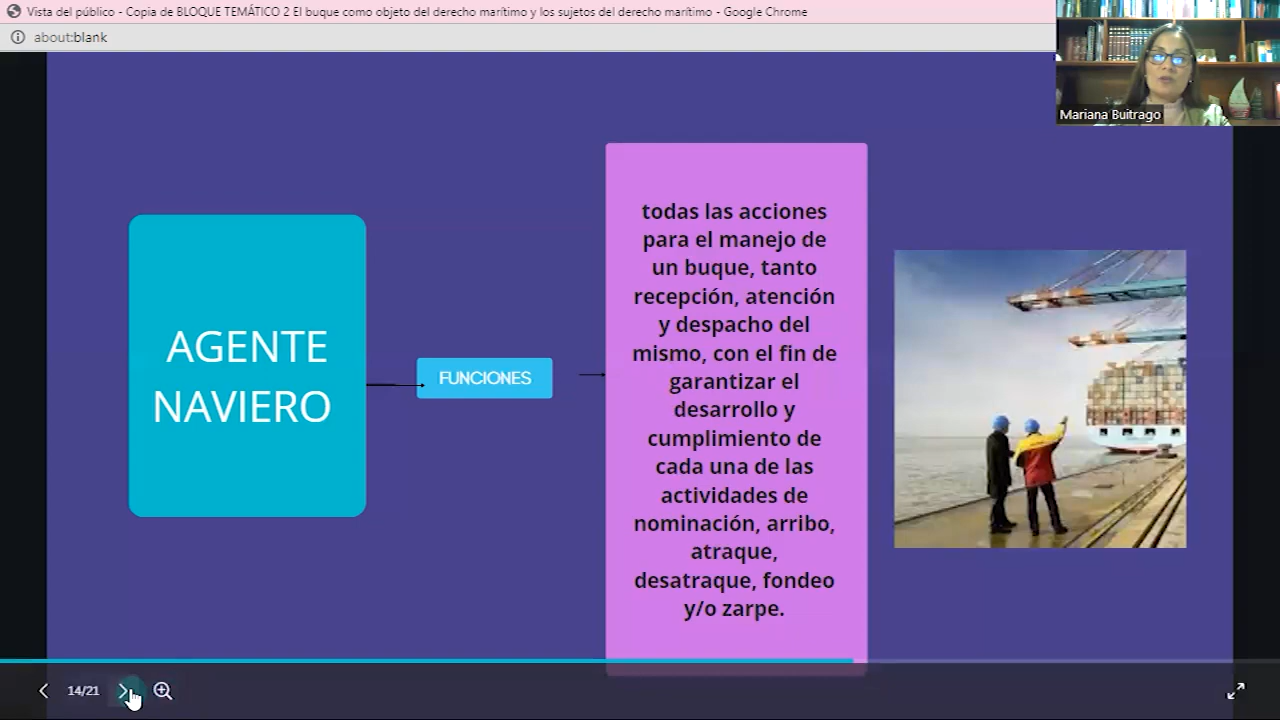 Vista del público - Copia de BLOQUE TEMÁTICO 2 El buque como objeto del derecho marítimo y los sujetos del derecho marítimo - Google Chrome
about:blank
Mariana Buitrago
AGENTE
NAVIERO
FUNCIONES
todas las acciones
para el manejo de
un buque, tanto
recepción, atención
y despacho del
mismo, con el fin de
garantizar el
desarrollo y
cumplimiento de
cada una de las
actividades de
nominación, arribo,
atraque,
desatraque, fondeo
y/o zarpe.
14/21